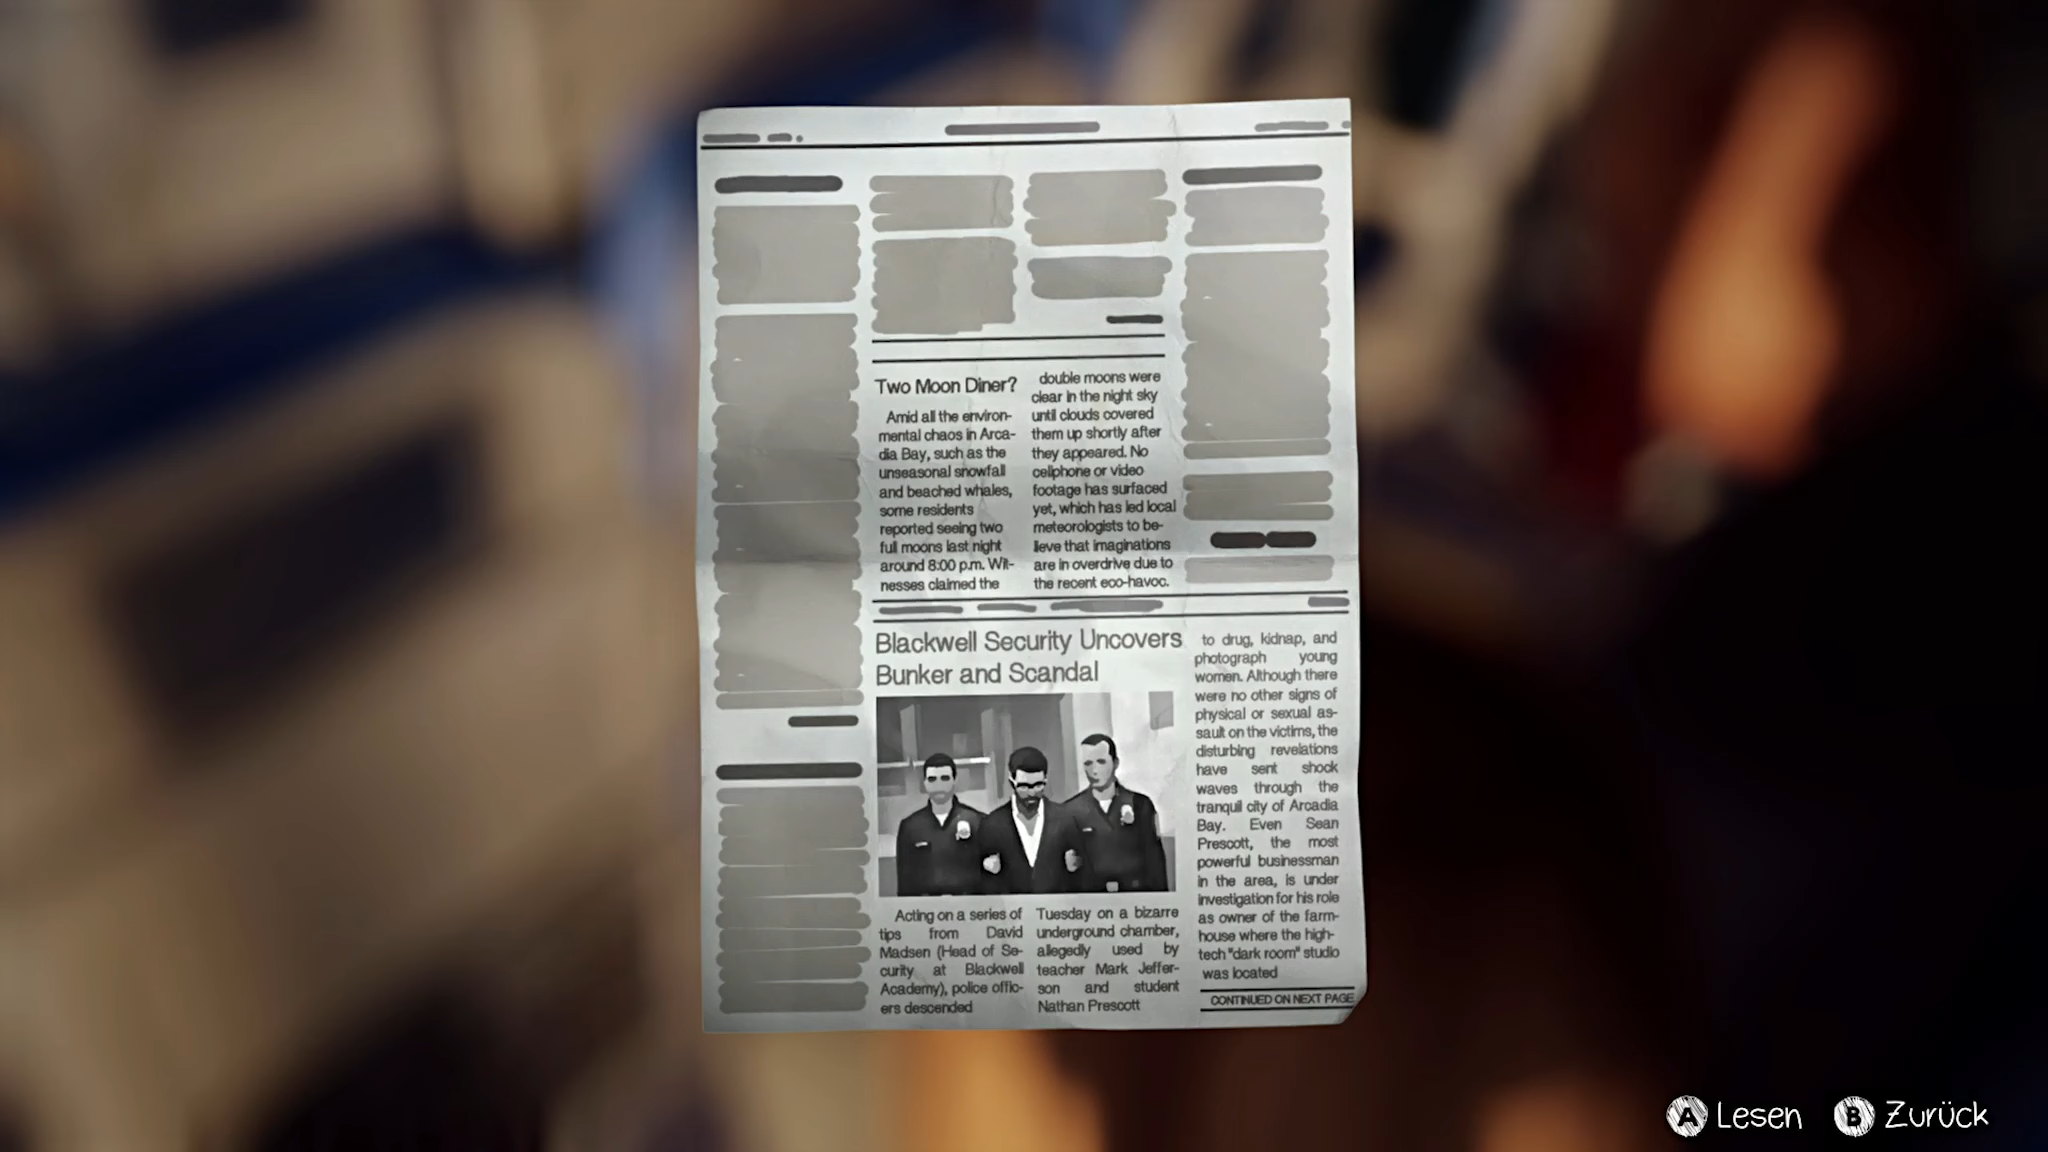 Two Moon Diner?
Amid all the environ-
mental chaos in Arca-
dia Bay, such as the
unseasonal snowfall
and beached whales,
some residents
reported seeing two
full moons last night
around 8:00 p.m. Wit-
nesses claimed the
double moons were
clear in the night sky
until clouds covered
them up shortly after
they appeared. No
cellphone or video
footage has surfaced
yet, which has led local
meteorologists to be-
lieve that imaginations
are in overdrive due to
the recent eco-havoc.
Blackwell Security Uncovers
Bunker and Scandal
Acting on a series of
tips from David
Madsen (Head of Se-
curity at Blackwell
Academy), police offic-
ers descended
Tuesday on a bizarre
underground chamber,
allegedly used by
teacher Mark Jeffer-
son and student
Nathan Prescott
to drug, kidnap, and
photograph young
women. Although there
were no other signs of
physical or sexual as-
sault on the victims, the
disturbing revelations
have sent shock
waves through the
tranquil city of Arcadia
Bay. Even Sean
Prescott, the most
powerful businessman
in the area, is under
investigation for his role
as owner of the farm-
house where the high-
tech "dark room" studio
was located
CONTINUED ON NEXT PAGE
A Lesen B Zurück